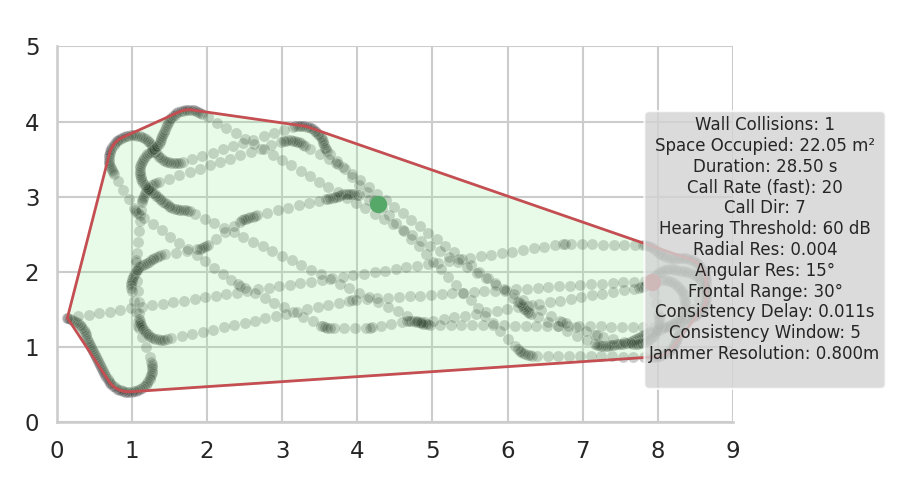 5
4
3
2
1
0
0 1 2 3 4 5 6 7 8 9
Wall Collisions: 1
Space Occupied: 22.05 m²
Duration: 28.50 s
Call Rate (fast): 20
Call Dir: 7
Hearing Threshold: 60 dB
Radial Res: 0.004
Angular Res: 15°
Frontal Range: 30°
Consistency Delay: 0.011s
Consistency Window: 5
Jammer Resolution: 0.800m